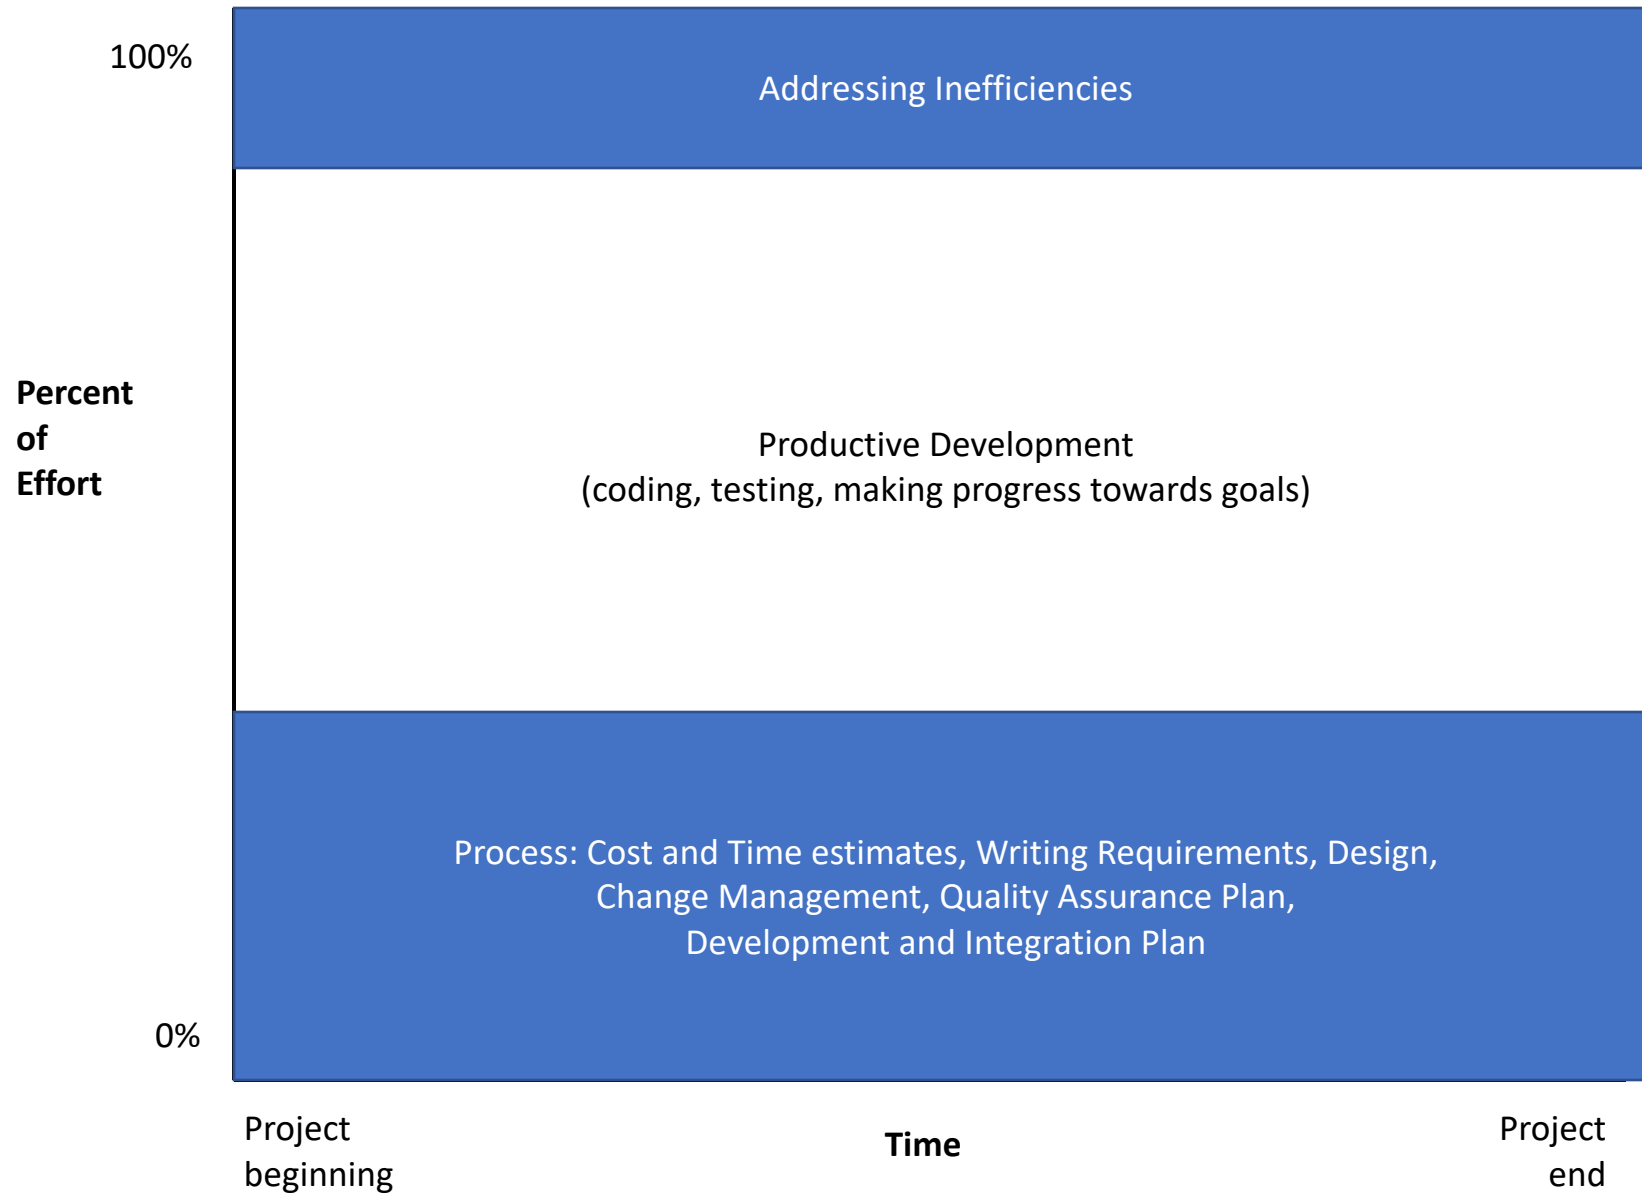 100%
Addressing Inefficiencies
Percent
of
Effort
Productive Development
(coding, testing, making progress towards goals)
Process: Cost and Time estimates, Writing Requirements, Design,
Change Management, Quality Assurance Plan,
Development and Integration Plan
0%
Project
beginning
Time
Project
end